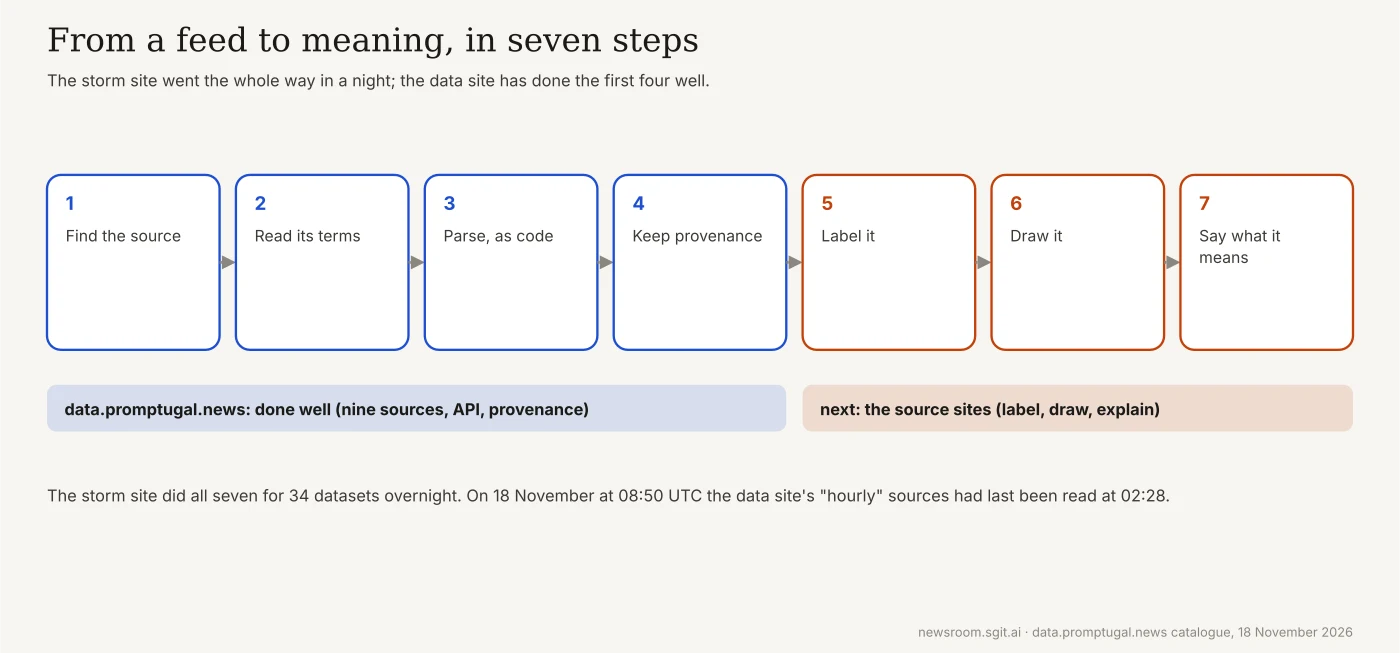 From a feed to meaning, in seven steps
The storm site went the whole way in a night; the data site has done the first four well.
1
Find the source
2
Read its terms
3
Parse, as code
4
Keep provenance
5
Label it
6
Draw it
7
Say what it
means
data.promptugal.news: done well (nine sources, API, provenance)
next: the source sites (label, draw, explain)
The storm site did all seven for 34 datasets overnight. On 18 November at 08:50 UTC the data site's "hourly" sources had last been read at 02:28.
newsroom.sgit.ai · data.promptugal.news catalogue, 18 November 2026